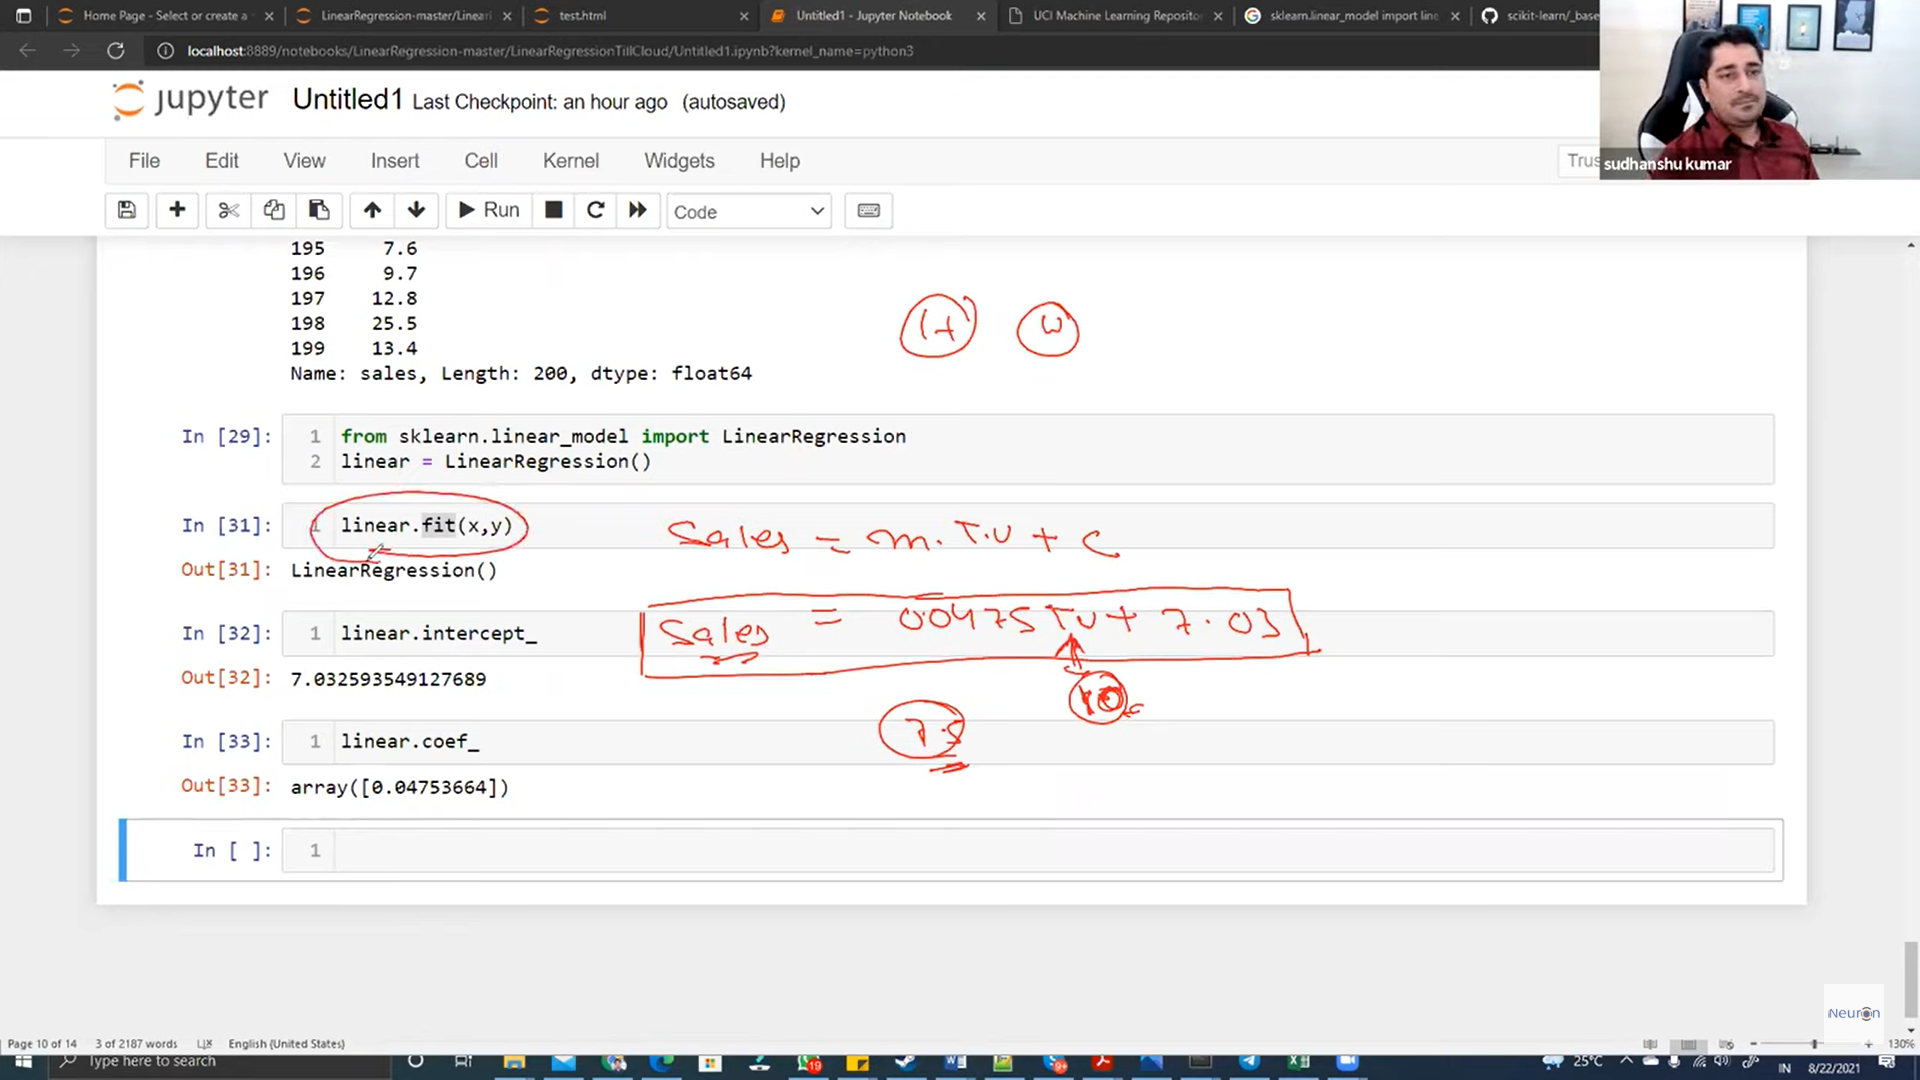 Home Page - Select or create a
LinearRegression-master/Linear
test.html
Untitled1 - Jupyter Notebook
UCI Machine Learning Reposito
sklearn.linear_model import line
scikit-learn/_base
localhost:8889/notebooks/LinearRegression-master/LinearRegressionTillCloud/Untitled1.ipynb?kernel_name=python3
jupyter Untitled1 Last Checkpoint: an hour ago (autosaved)
File Edit View Insert Cell Kernel Widgets Help
Trus
sudhanshu kumar
Run Code
195 7.6
196 9.7
197 12.8
198 25.5
199 13.4
Name: sales, Length: 200, dtype: float64
H W
In [29]: 1 from sklearn.linear_model import LinearRegression
2 linear = LinearRegression()
In [31]: 1 linear.fit(x,y)
Sales = m. T.V + C
Out[31]: LinearRegression()
In [32]: 1 linear.intercept_
Sales = 00475 TV + 7.03
Out[32]: 7.032593549127689
10
In [33]: 1 linear.coef_
7.5
Out[33]: array([0.04753664])
In [ ]: 1
iNeuron
Page 10 of 14 3 of 2187 words English (United States) 130%
Type here to search
19
25°C
IN
8/22/2021